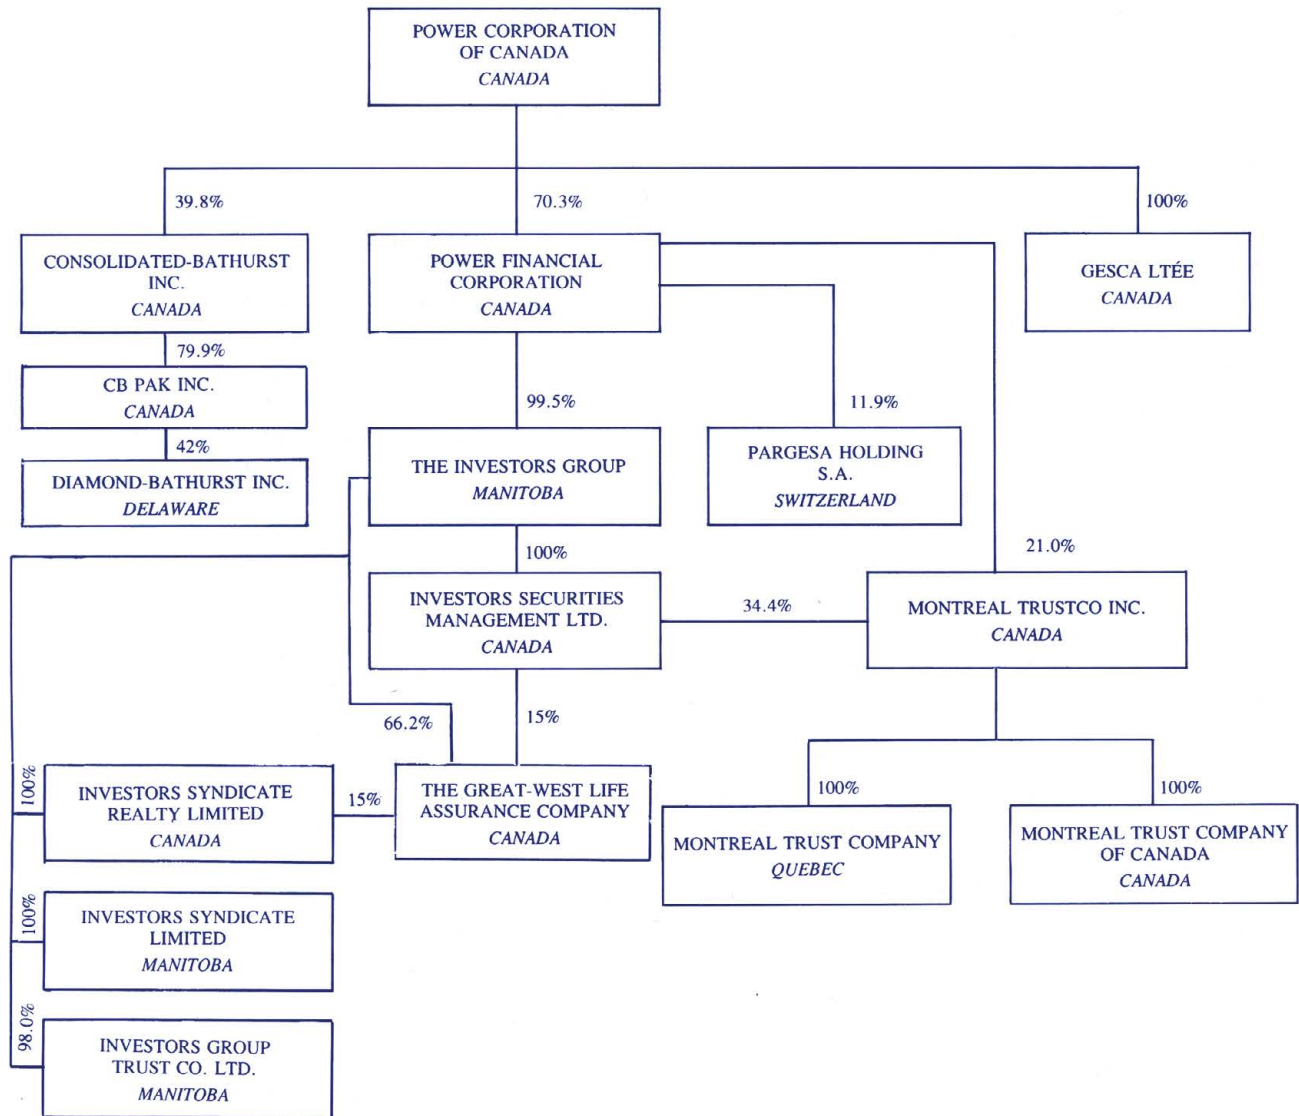 POWER CORPORATION
OF CANADA
CANADA
39.8%
70.3%
100%
CONSOLIDATED-BATHURST
INC.
CANADA
POWER FINANCIAL
CORPORATION
CANADA
GESCA LTÉE
CANADA
79.9%
CB PAK INC.
CANADA
99.5%
11.9%
42%
DIAMOND-BATHURST INC.
DELAWARE
THE INVESTORS GROUP
MANITOBA
PARGESA HOLDING
S.A.
SWITZERLAND
100%
21.0%
INVESTORS SECURITIES
MANAGEMENT LTD.
CANADA
34.4%
MONTREAL TRUSTCO INC.
CANADA
66.2%
15%
100%
INVESTORS SYNDICATE
REALTY LIMITED
CANADA
15%
THE GREAT-WEST LIFE
ASSURANCE COMPANY
CANADA
100%
100%
MONTREAL TRUST COMPANY
QUEBEC
MONTREAL TRUST COMPANY
OF CANADA
CANADA
100%
INVESTORS SYNDICATE
LIMITED
MANITOBA
98.0%
INVESTORS GROUP
TRUST CO. LTD.
MANITOBA